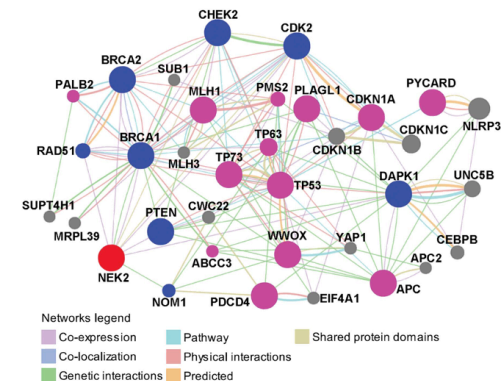 CHEK2
CDK2
BRCA2
SUB1
PALB2
MLH1
PMS2
PLAGL1
CDKN1A
PYCARD
NLRP3
BRCA1
TP63
CDKN1B
CDKN1C
RAD51
MLH3
TP73
TP53
DAPK1
UNC5B
SUPT4H1
MRPL39
PTEN
CWC22
WWOX
YAP1
CEBPB
APC2
NEK2
ABCC3
NOM1
PDCD4
EIF4A1
APC
Networks legend
Co-expression
Pathway
Shared protein domains
Co-localization
Physical interactions
Genetic interactions
Predicted